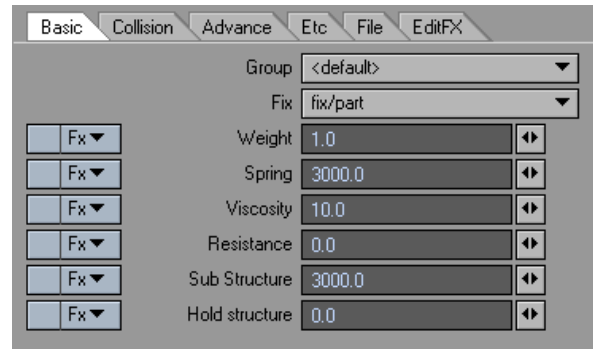 Basic Collision Advance Etc File EditFX
Group <default>
Fix fix/part
Fx Weight 1.0
Fx Spring 3000.0
Fx Viscosity 10.0
Fx Resistance 0.0
Fx Sub Structure 3000.0
Fx Hold structure 0.0